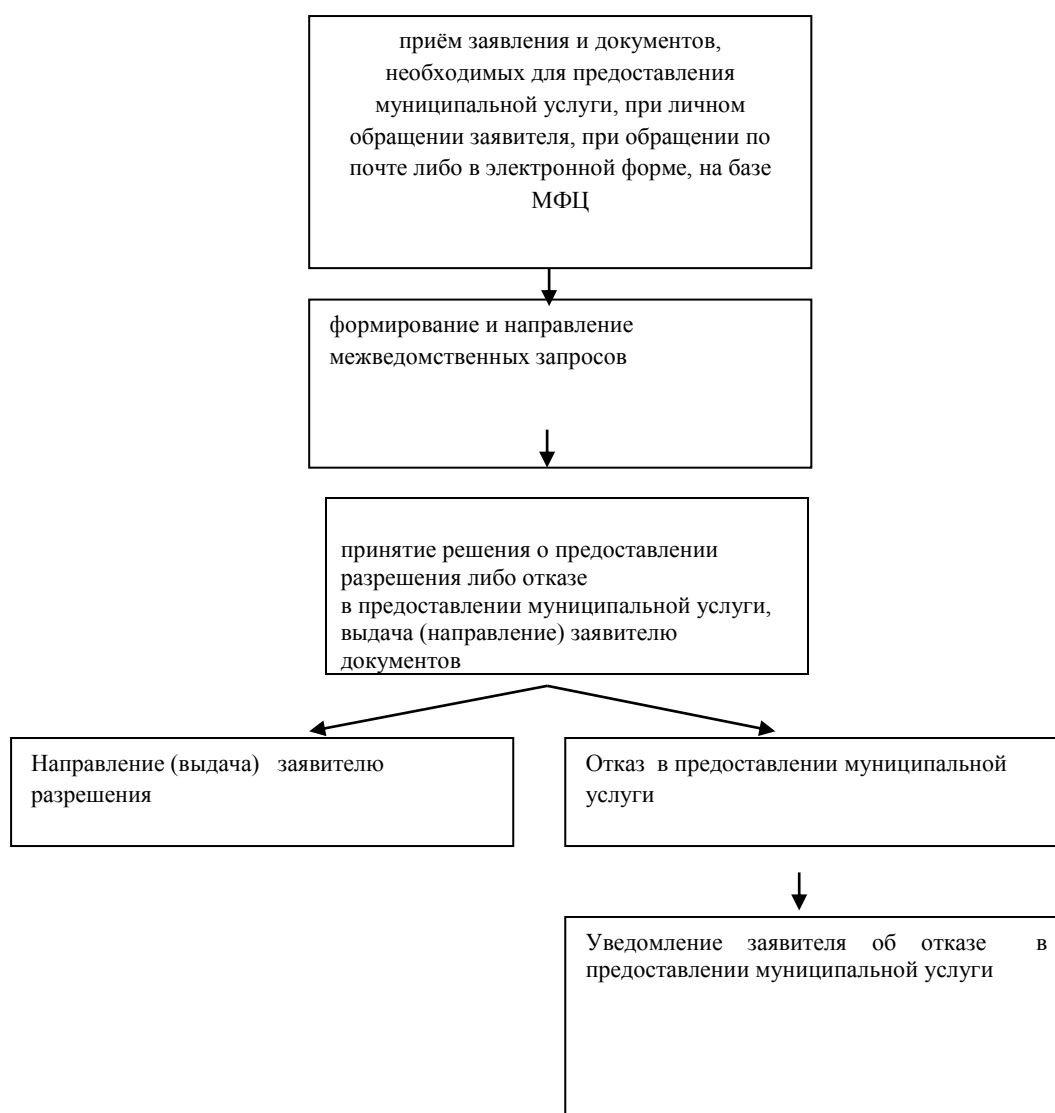 приём заявления и документов,
необходимых для предоставления
муниципальной услуги, при личном
обращении заявителя, при обращении по
почте либо в электронной форме, на базе
МФЦ
формирование и направление
межведомственных запросов
принятие решения о предоставлении
разрешения либо отказе
в предоставлении муниципальной услуги,
выдача (направление) заявителю
документов
Направление (выдача) заявителю
разрешения
Отказ в предоставлении муниципальной
услуги
Уведомление заявителя об отказе в
предоставлении муниципальной услуги